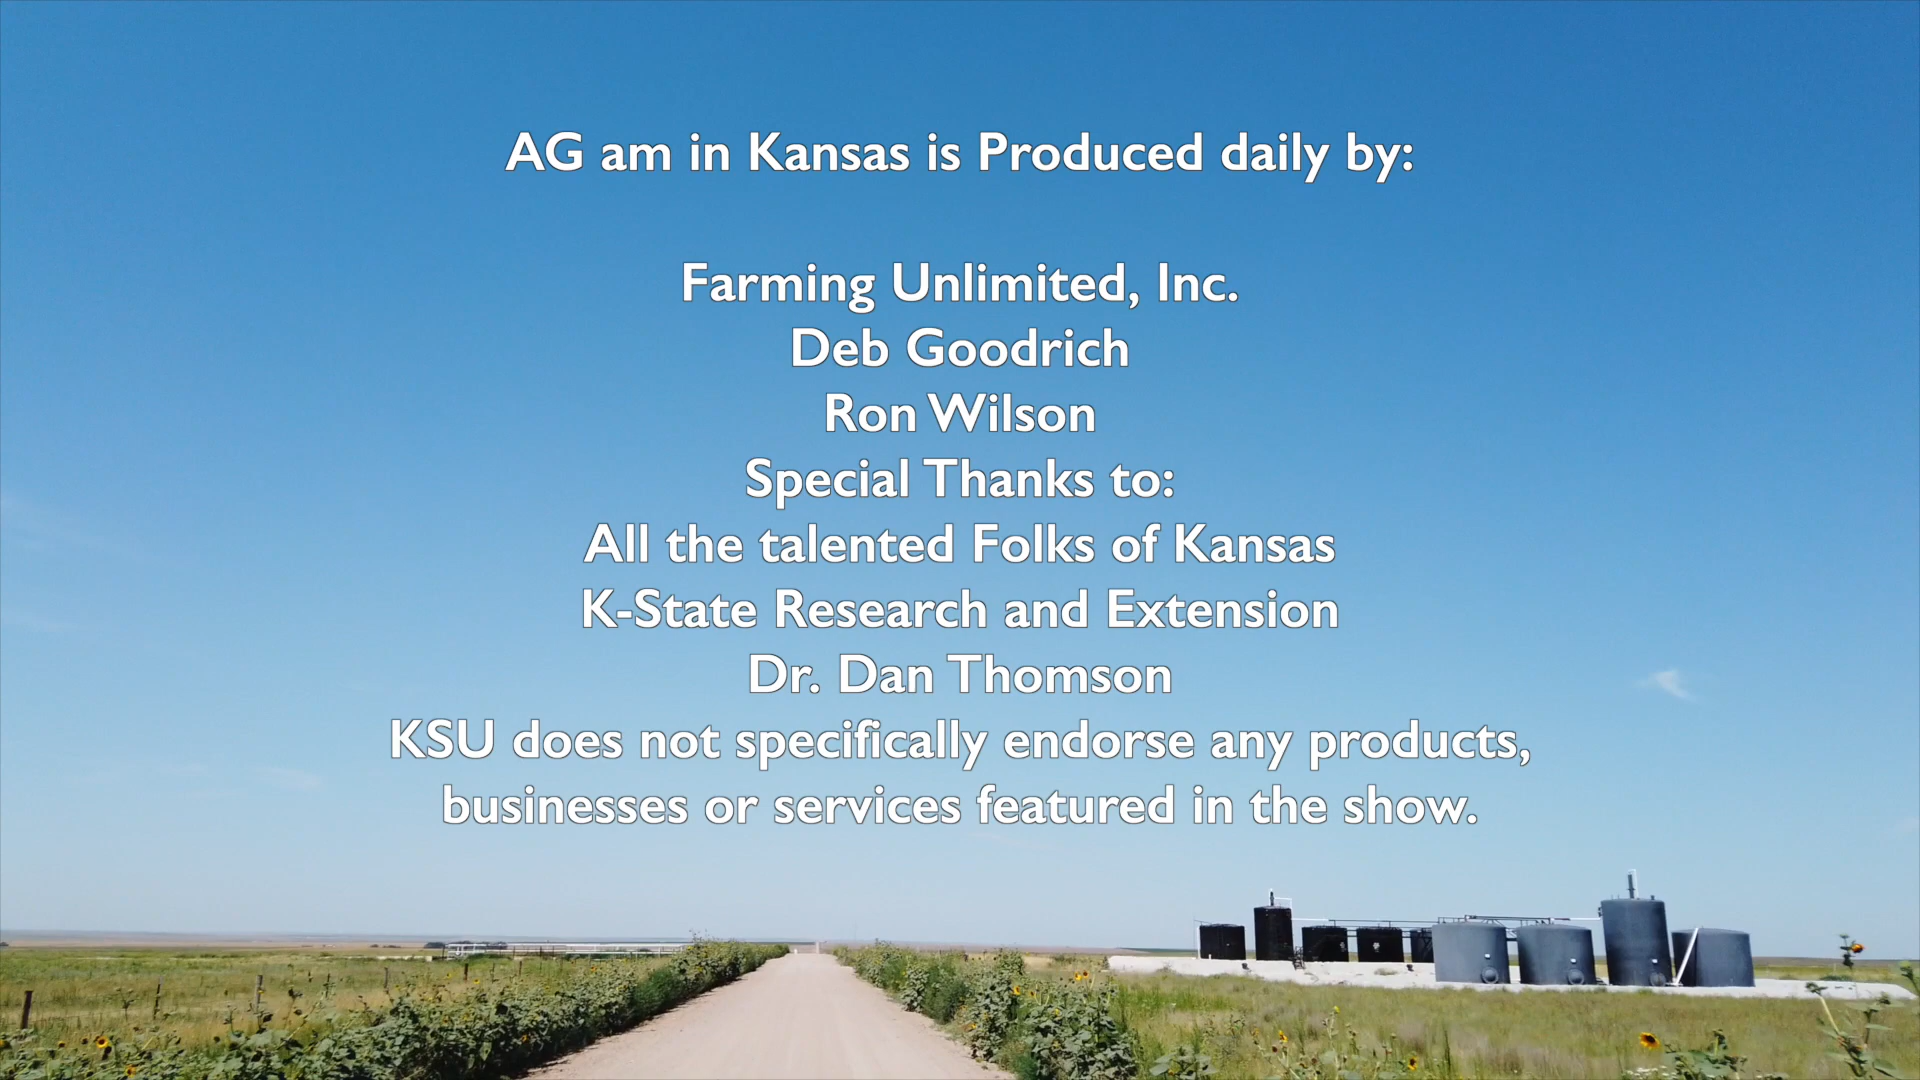 AG am in Kansas is Produced daily by:
Farming Unlimited, Inc.
Deb Goodrich
Ron Wilson
Special Thanks to:
All the talented Folks of Kansas
K-State Research and Extension
Dr. Dan Thomson
KSU does not specifically endorse any products,
businesses or services featured in the show.